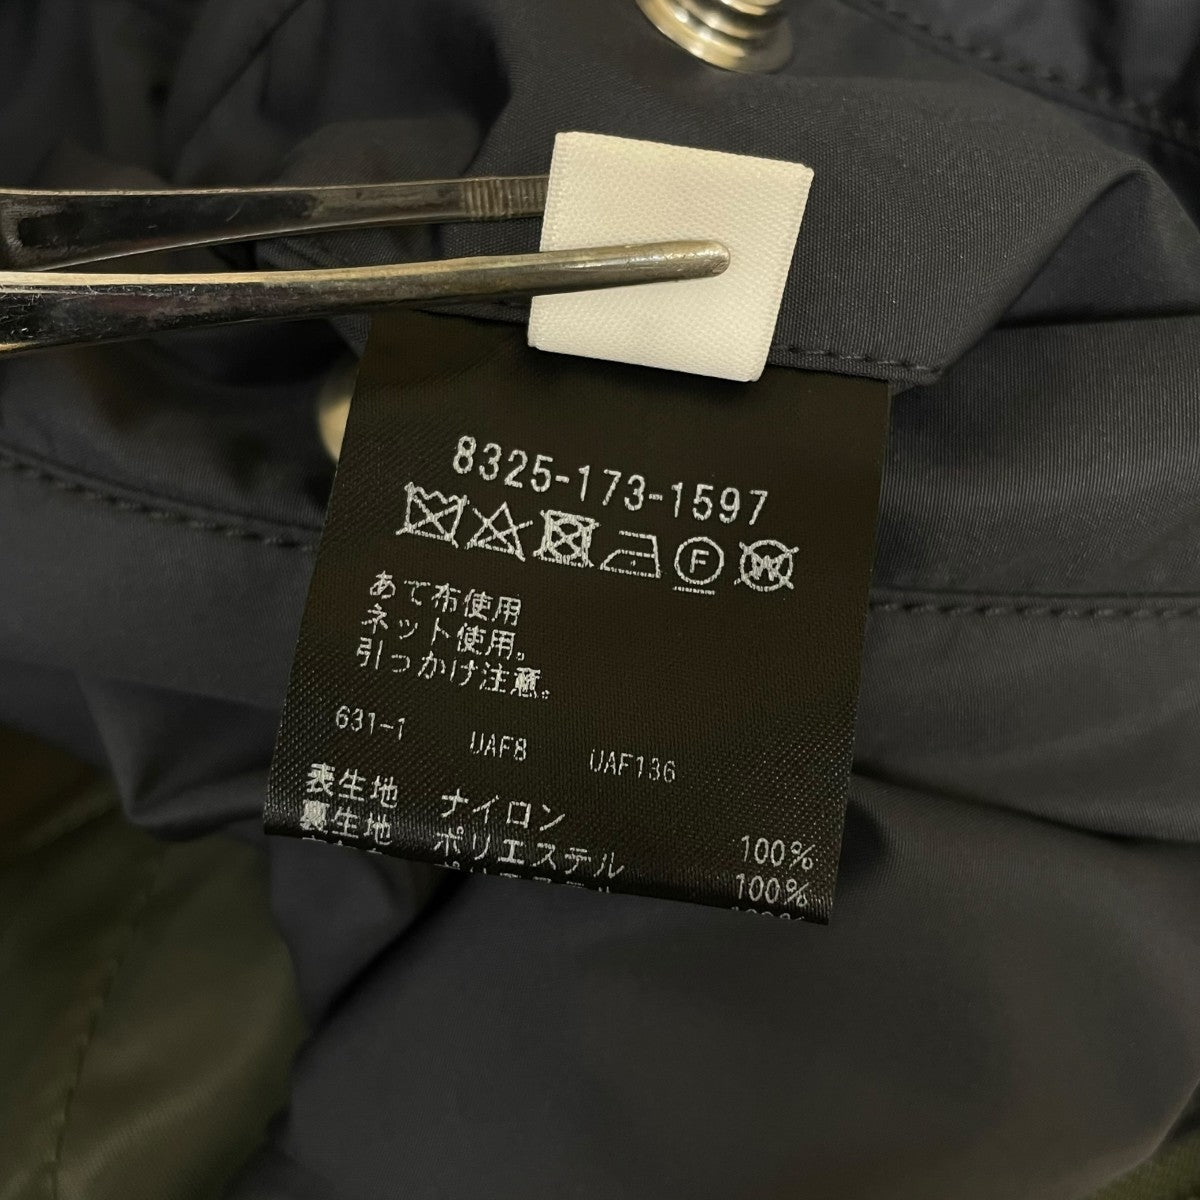 8325-173-1597
F W
あて布使用
ネット使用。
引っかけ注意。
631-1 UAF8 UAF136
表生地 ナイロン 100%
裏生地 ポリエステル 100%